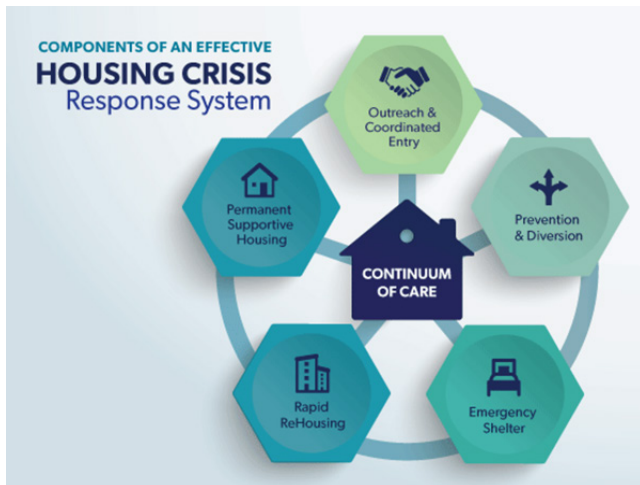 COMPONENTS OF AN EFFECTIVE
HOUSING CRISIS
Response System
Outreach &
Coordinated
Entry
Prevention
& Diversion
Emergency
Shelter
Rapid
ReHousing
Permanent
Supportive
Housing
CONTINUUM
OF CARE